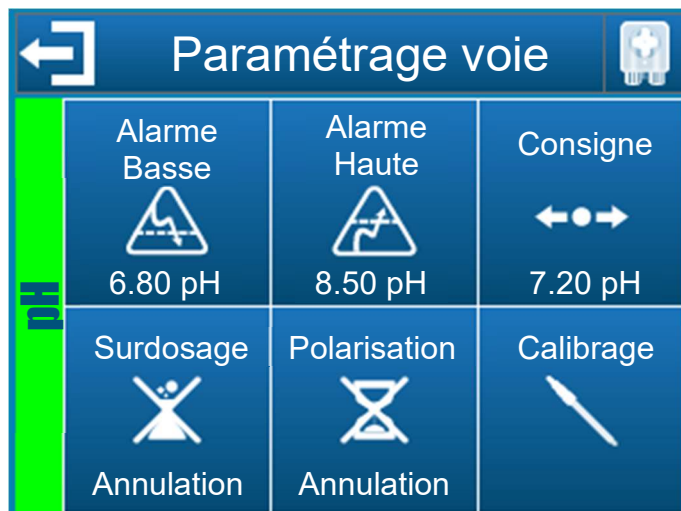 Paramétrage voie
pH
Alarme
Basse
6.80 pH
Alarme
Haute
8.50 pH
Consigne
7.20 pH
Surdosage
Annulation
Polarisation
Annulation
Calibrage